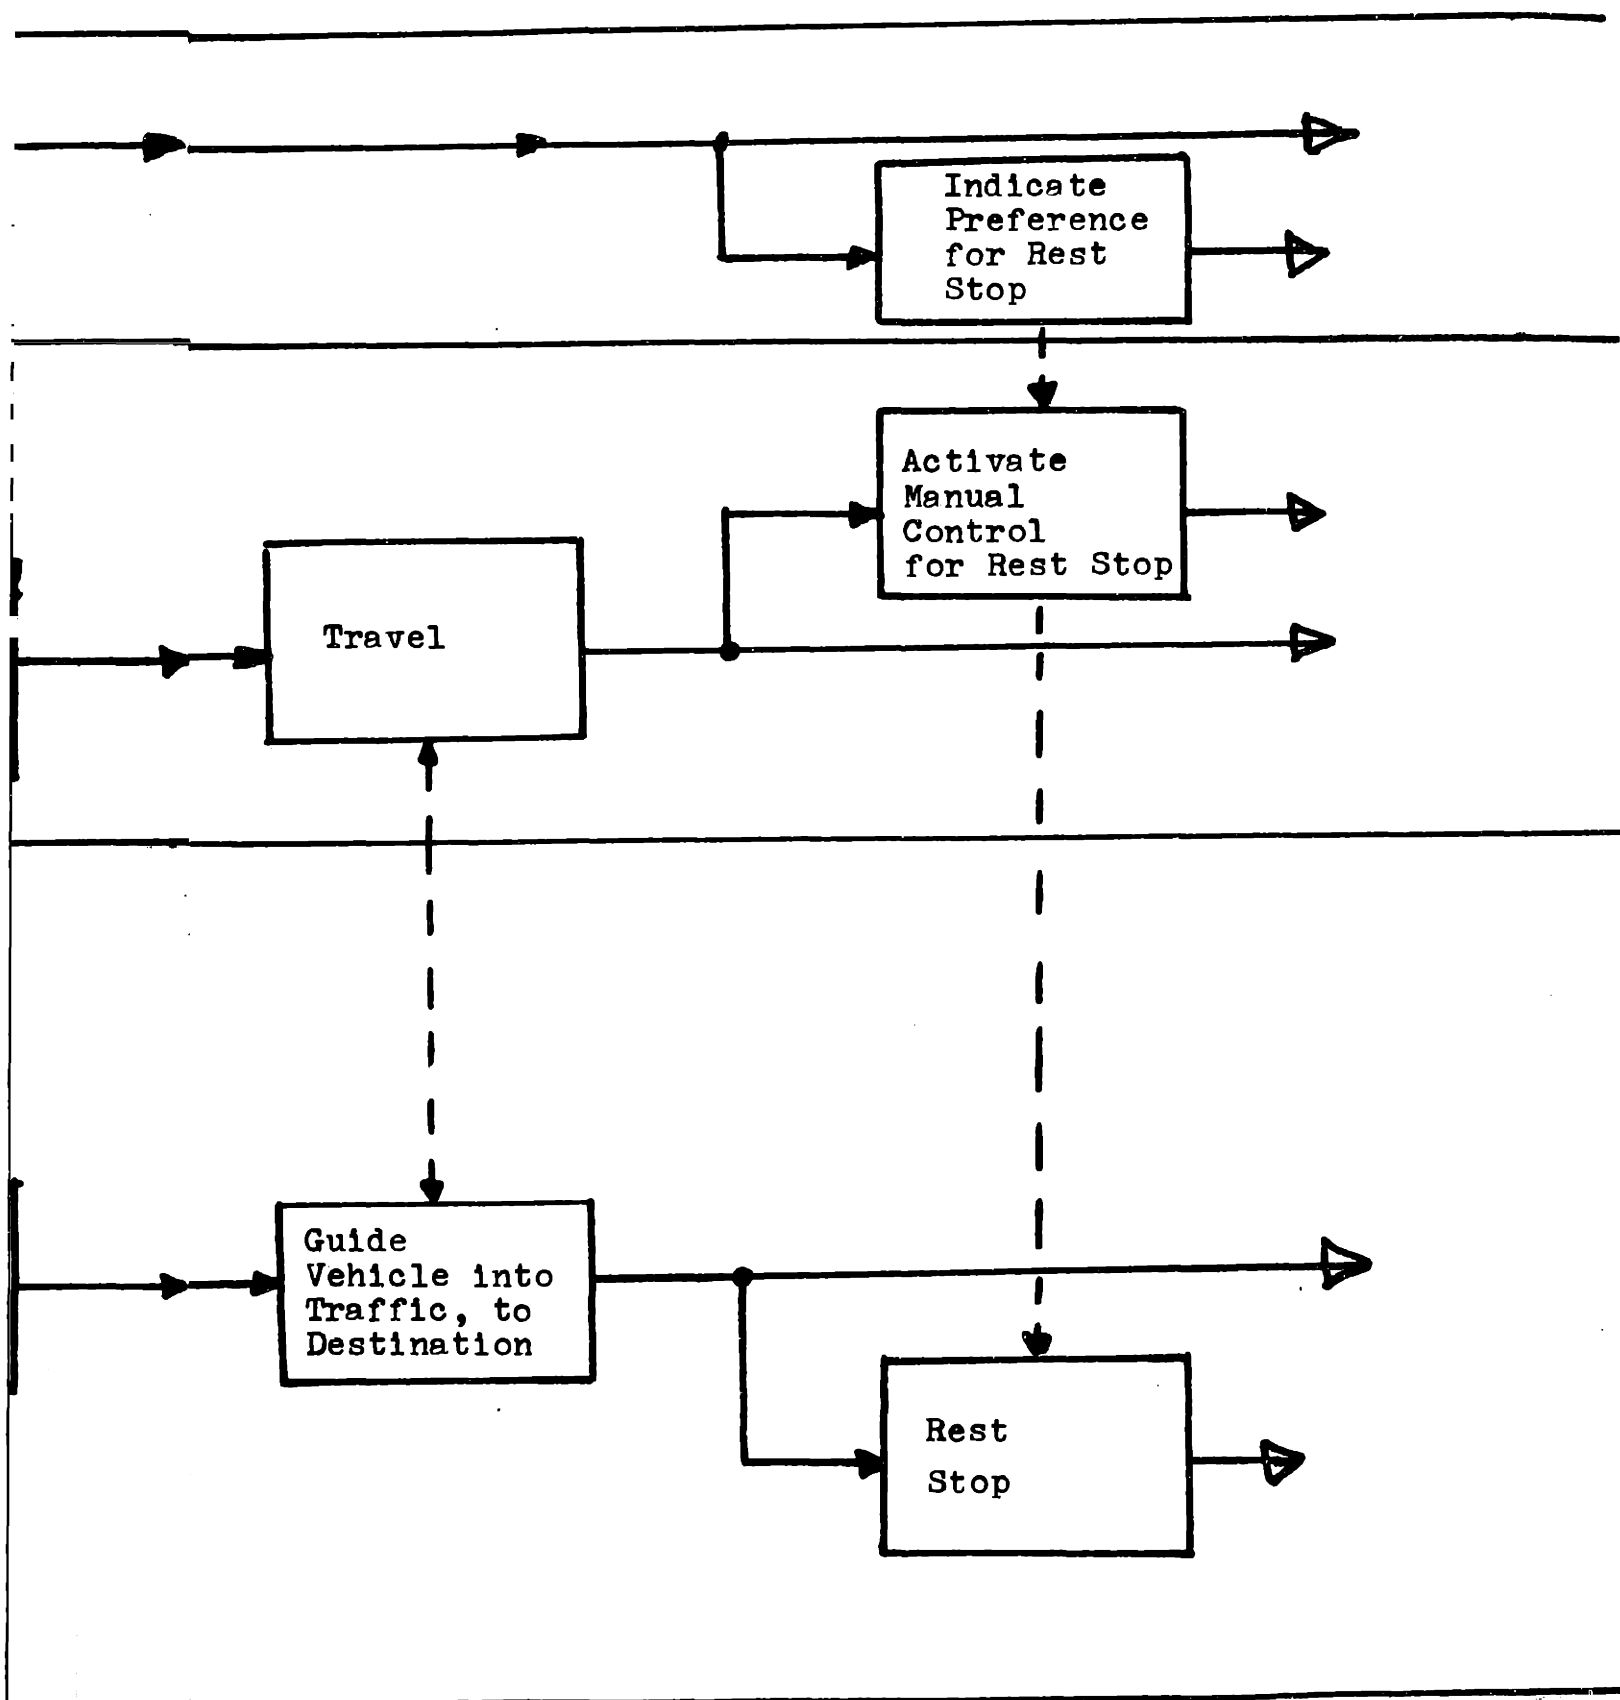 Indicate
Preference
for Rest
Stop
Activate
Manual
Control
for Rest Stop
Travel
Guide
Vehicle into
Traffic, to
Destination
Rest
Stop